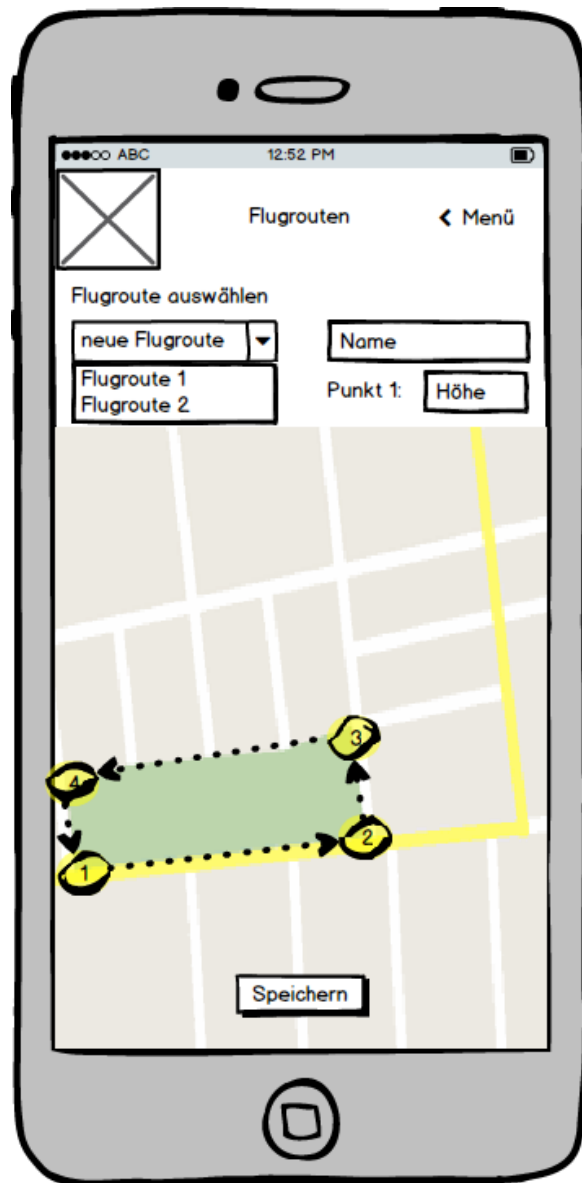 ABC 12:52 PM
Flugrouten Menü
Flugroute auswählen
neue Flugroute Name
Flugroute 1
Flugroute 2
Punkt 1: Höhe
3
4
2
1
Speichern